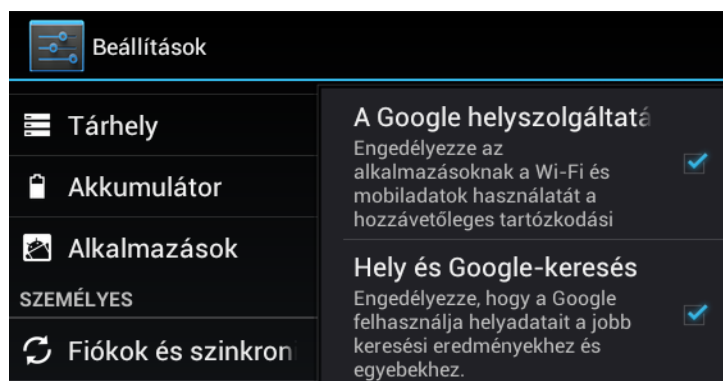 Beállítások
Tárhely
Akkumulátor
Alkalmazások
SZEMÉLYES
Fiókok és szinkroni
A Google helyszolgáltatá
Engedélyezze az
alkalmazásoknak a Wi-Fi és
mobiladatok használatát a
hozzávetőleges tartózkodási
Hely és Google-keresés
Engedélyezze, hogy a Google
felhasználja helyadatait a jobb
keresési eredményekhez és
egyebekhez.